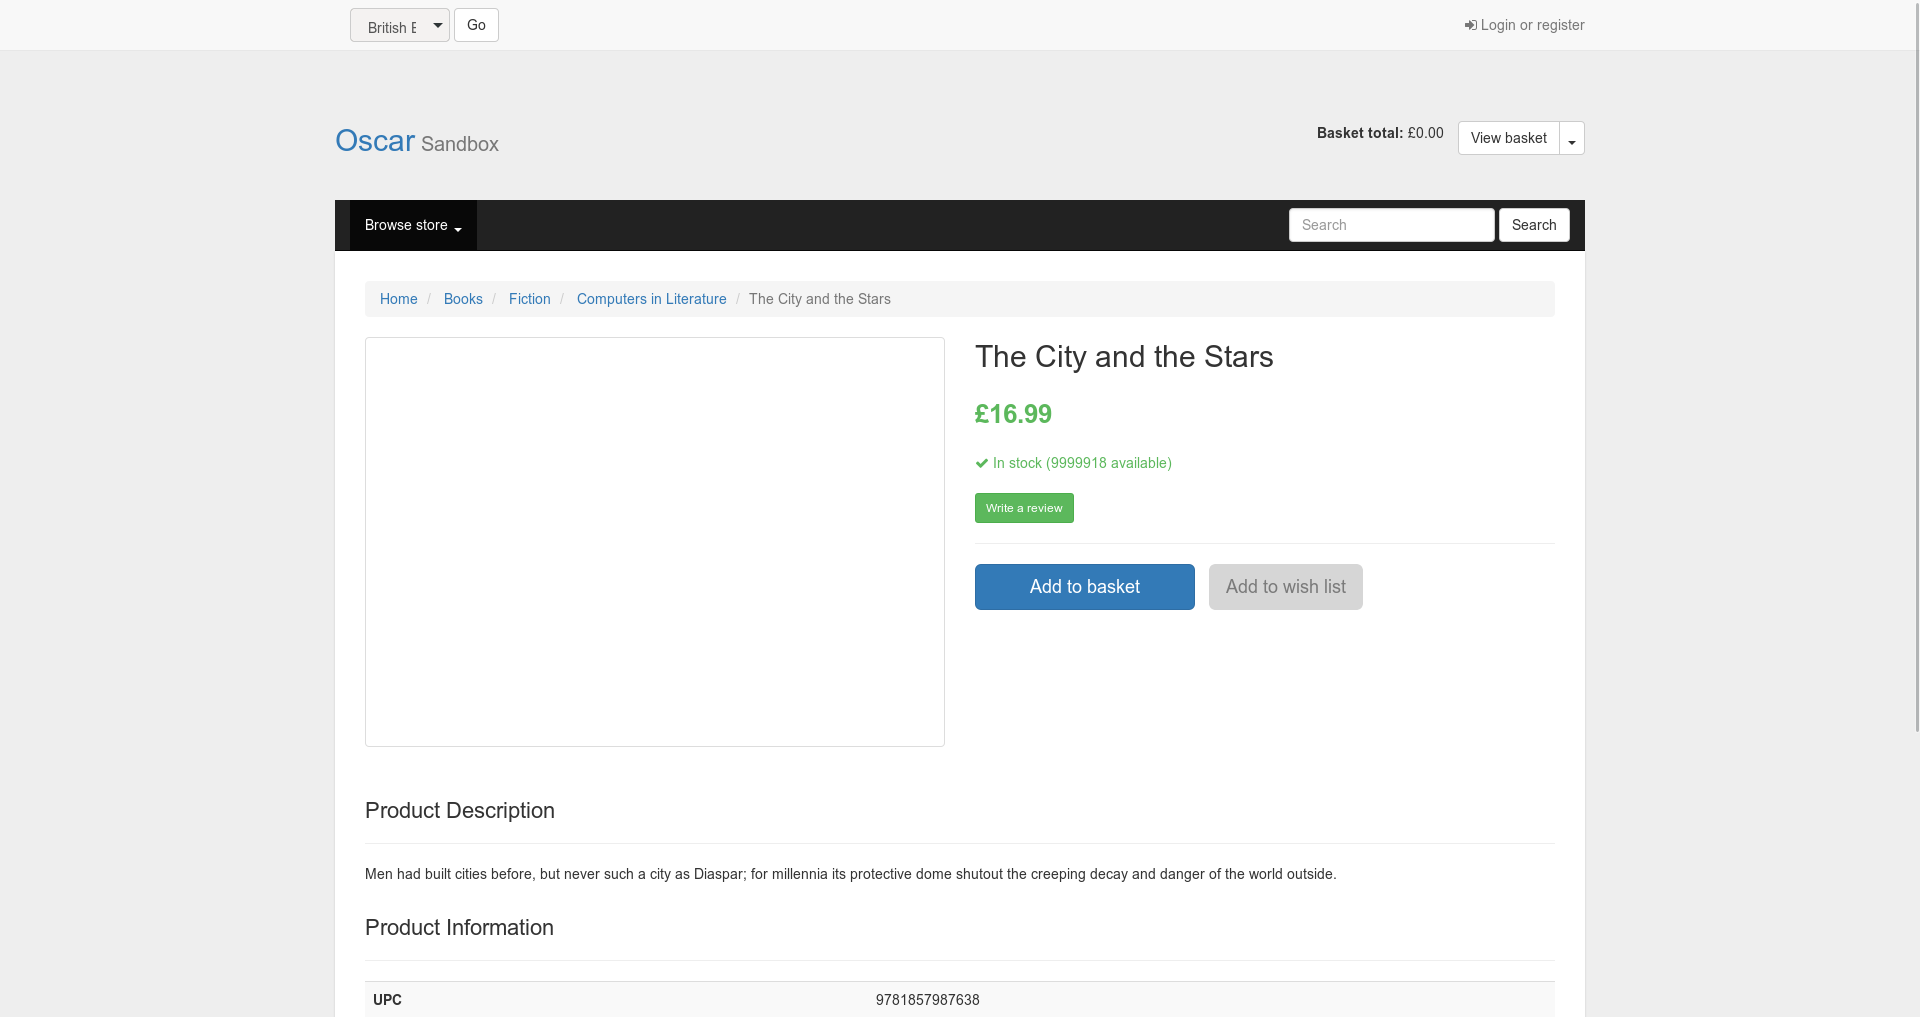 British E
Go
Login or register
Oscar Sandbox
Basket total: £0.00
View basket
Browse store
Search
Search
Home / Books / Fiction / Computers in Literature / The City and the Stars
The City and the Stars
£16.99
In stock (9999918 available)
Write a review
Add to basket
Add to wish list
Product Description
Men had built cities before, but never such a city as Diaspar; for millennia its protective dome shutout the creeping decay and danger of the world outside.
Product Information
UPC 9781857987638